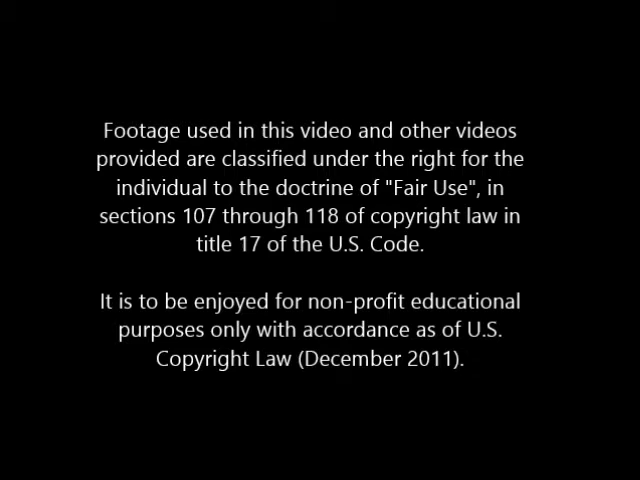 Footage used in this video and other videos
provided are classified under the right for the
individual to the doctrine of "Fair Use", in
sections 107 through 118 of copyright law in
title 17 of the U.S. Code.
It is to be enjoyed for non-profit educational
purposes only with accordance as of U.S.
Copyright Law (December 2011).